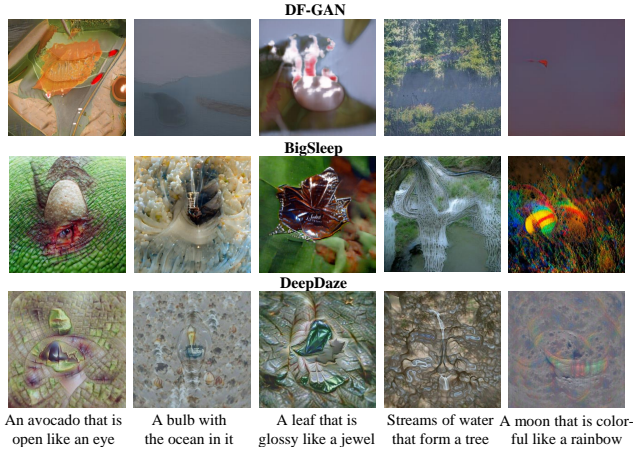 DF-GAN
BigSleep
DeepDaze
An avocado that is
open like an eye
A bulb with
the ocean in it
A leaf that is
glossy like a jewel
Streams of water
that form a tree
A moon that is color-
ful like a rainbow